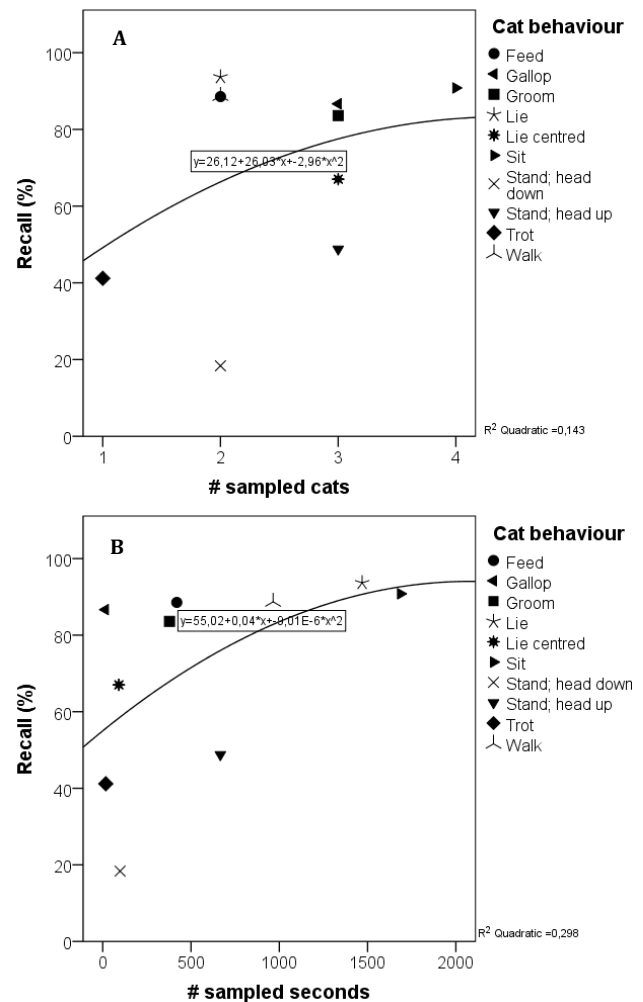 A
Cat behaviour
Feed
Gallop
Groom
Lie
Lie centred
Sit
Stand; head
down
Stand; head up
Trot
Walk
100
80
60
40
20
0
Recall (%)
y=26,12+26,03*x+-2,96*x^2
1 2 3 4
# sampled cats
R² Quadratic =0,143
B
Cat behaviour
Feed
Gallop
Groom
Lie
Lie centred
Sit
Stand; head down
Stand; head up
Trot
Walk
100
80
60
40
20
0
Recall (%)
y=55,02+0,04*x+-0,01E-6*x^2
0 500 1000 1500 2000
# sampled seconds
R² Quadratic =0,298